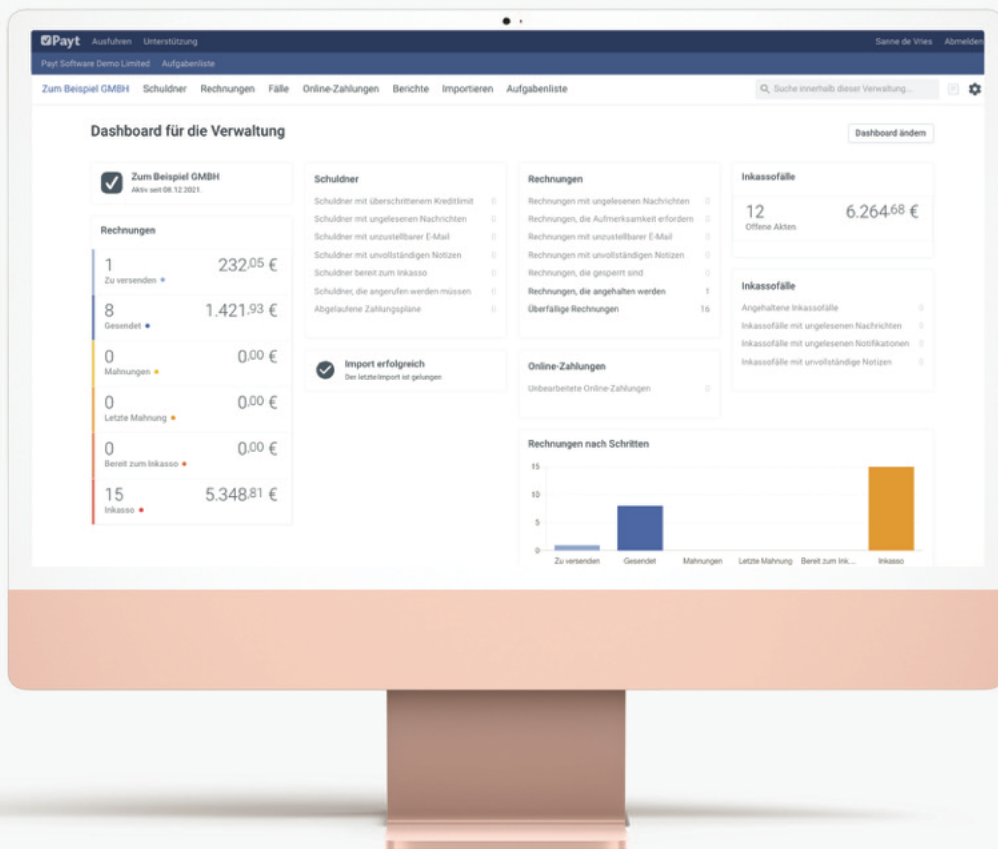 Payt Ausfuhren Unterstützung Sanne de Vries Abmelden
Payt Software Demo Limited Aufgabenliste
Zum Beispiel GMBH Schuldner Rechnungen Fälle Online-Zahlungen Berichte Importieren Aufgabenliste Suche innerhalb dieser Verwaltung...
Dashboard für die Verwaltung Dashboard ändern
Zum Beispiel GMBH
Aktiv seit 08.12.2021.
Rechnungen
1 232,05 €
Zu versenden
8 1.421,93 €
Gesendet
0 0,00 €
Mahnungen
0 0,00 €
Letzte Mahnung
0 0,00 €
Bereit zum Inkasso
15 5.348,81 €
Inkasso
Schuldner
Schuldner mit überschrittenem Kreditlimit 0
Schuldner mit ungelesenen Nachrichten 0
Schuldner mit unzustellbarer E-Mail 0
Schuldner mit unvollständigen Notizen 0
Schuldner bereit zum Inkasso 0
Schuldner, die angerufen werden müssen 0
Abgelaufene Zahlungspläne 0
Import erfolgreich
Der letzte Import ist gelungen
Rechnungen
Rechnungen mit ungelesenen Nachrichten 0
Rechnungen, die Aufmerksamkeit erfordern 0
Rechnungen mit unzustellbarer E-Mail 0
Rechnungen mit unvollständigen Notizen 0
Rechnungen, die gesperrt sind 0
Rechnungen, die angehalten werden 1
Überfällige Rechnungen 16
Online-Zahlungen
Unbearbeitete Online-Zahlungen 0
Inkassofälle
12 6.264,68 €
Offene Akten
Inkassofälle
Angehaltene Inkassofälle 0
Inkassofälle mit ungelesenen Nachrichten 0
Inkassofälle mit ungelesenen Notifikationen 0
Inkassofälle mit unvollständige Notizen 0
Rechnungen nach Schritten
15
10
5
0
Zu versenden Gesendet Mahnungen Letzte Mahnung Bereit zum Ink... Inkasso